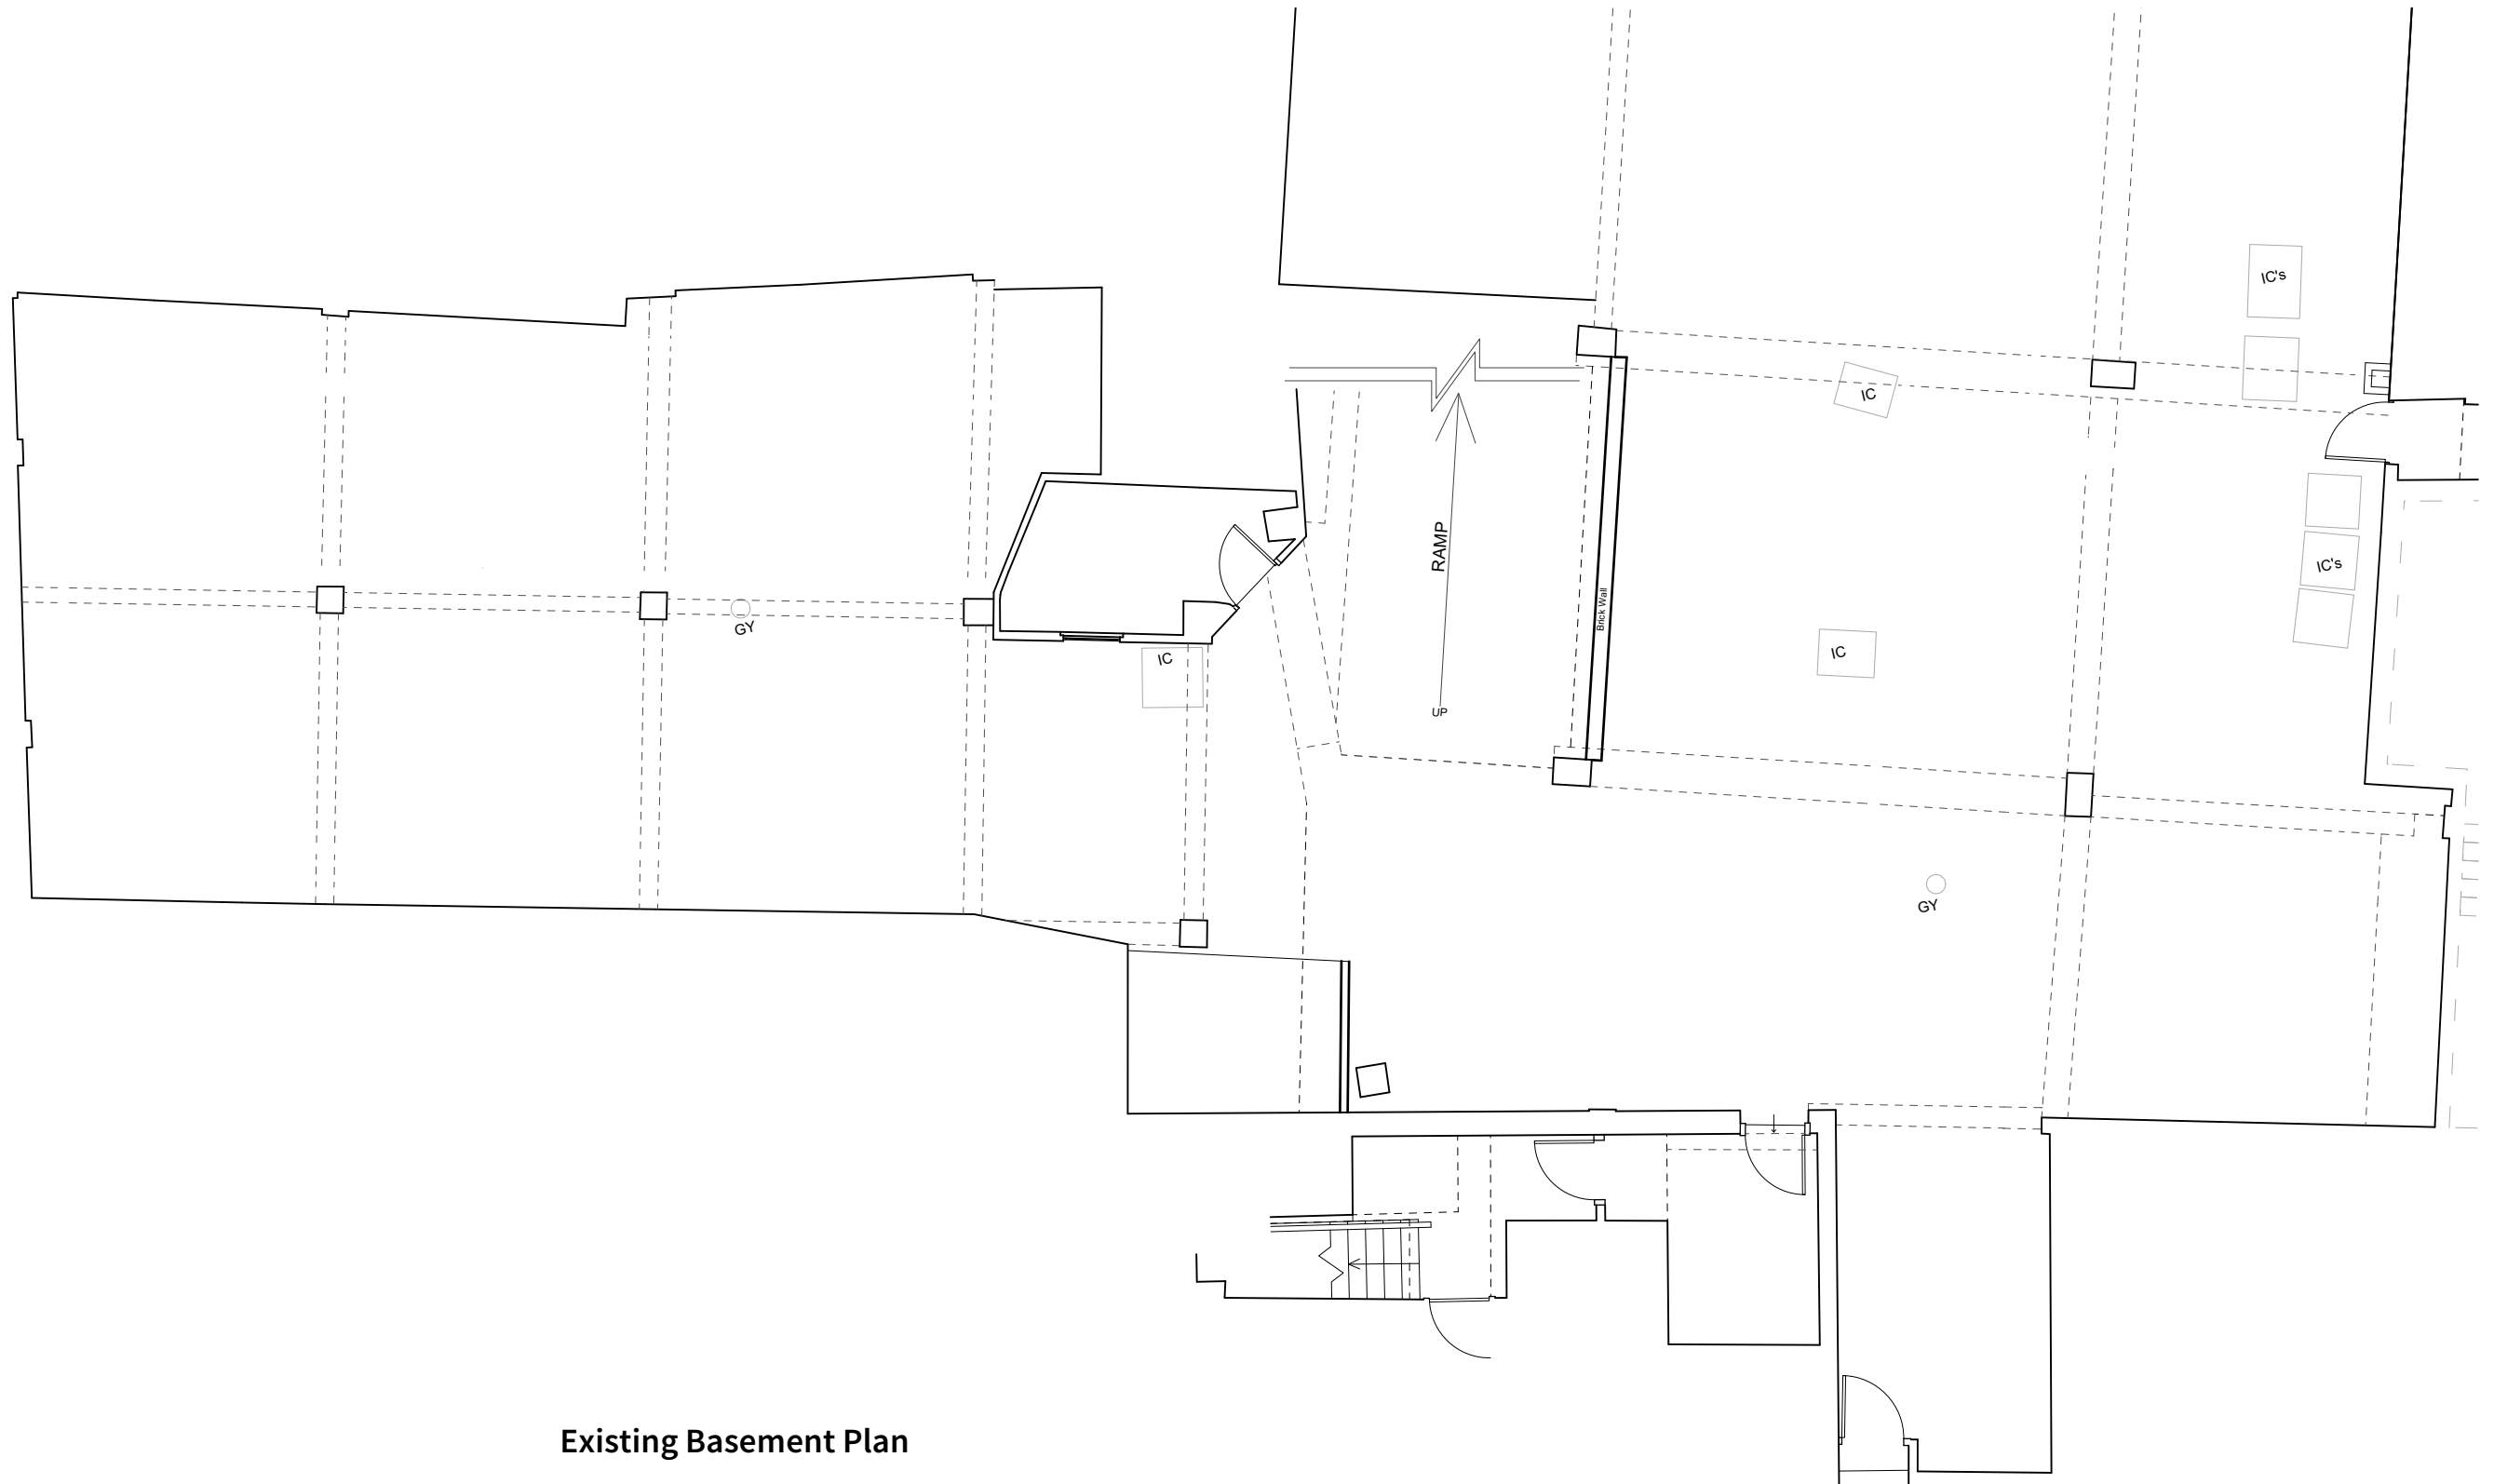 IC's
IC
RAMP
IC's
Brick Wall
GY
IC
IC
UP
GY
Existing Basement Plan